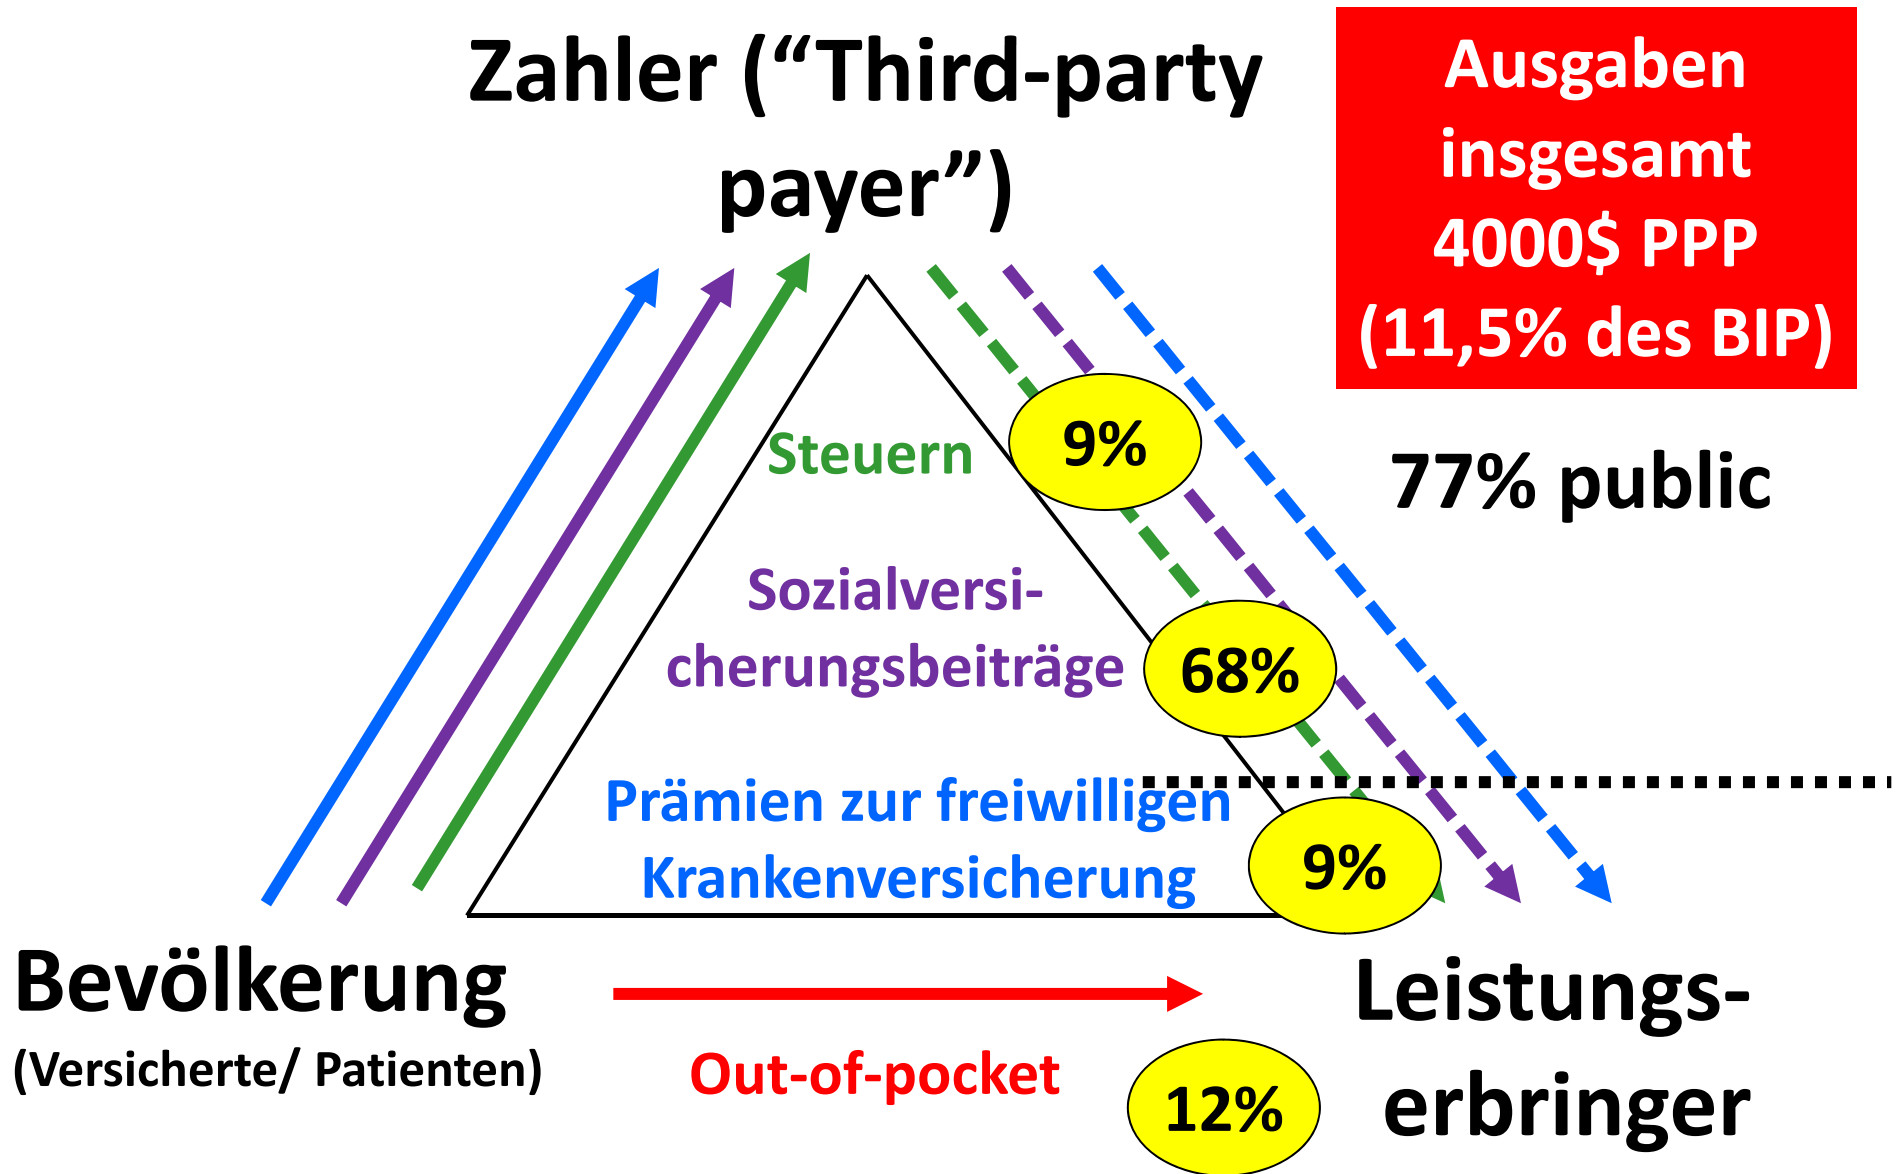 Zahler (“Third-party
payer”)
Ausgaben
insgesamt
4000$ PPP
(11,5% des BIP)
Steuern
9%
77% public
Sozialversi-
cherungsbeiträge
68%
Prämien zur freiwilligen
Krankenversicherung
9%
Bevölkerung
(Versicherte/ Patienten)
Out-of-pocket
12%
Leistungs-
erbringer